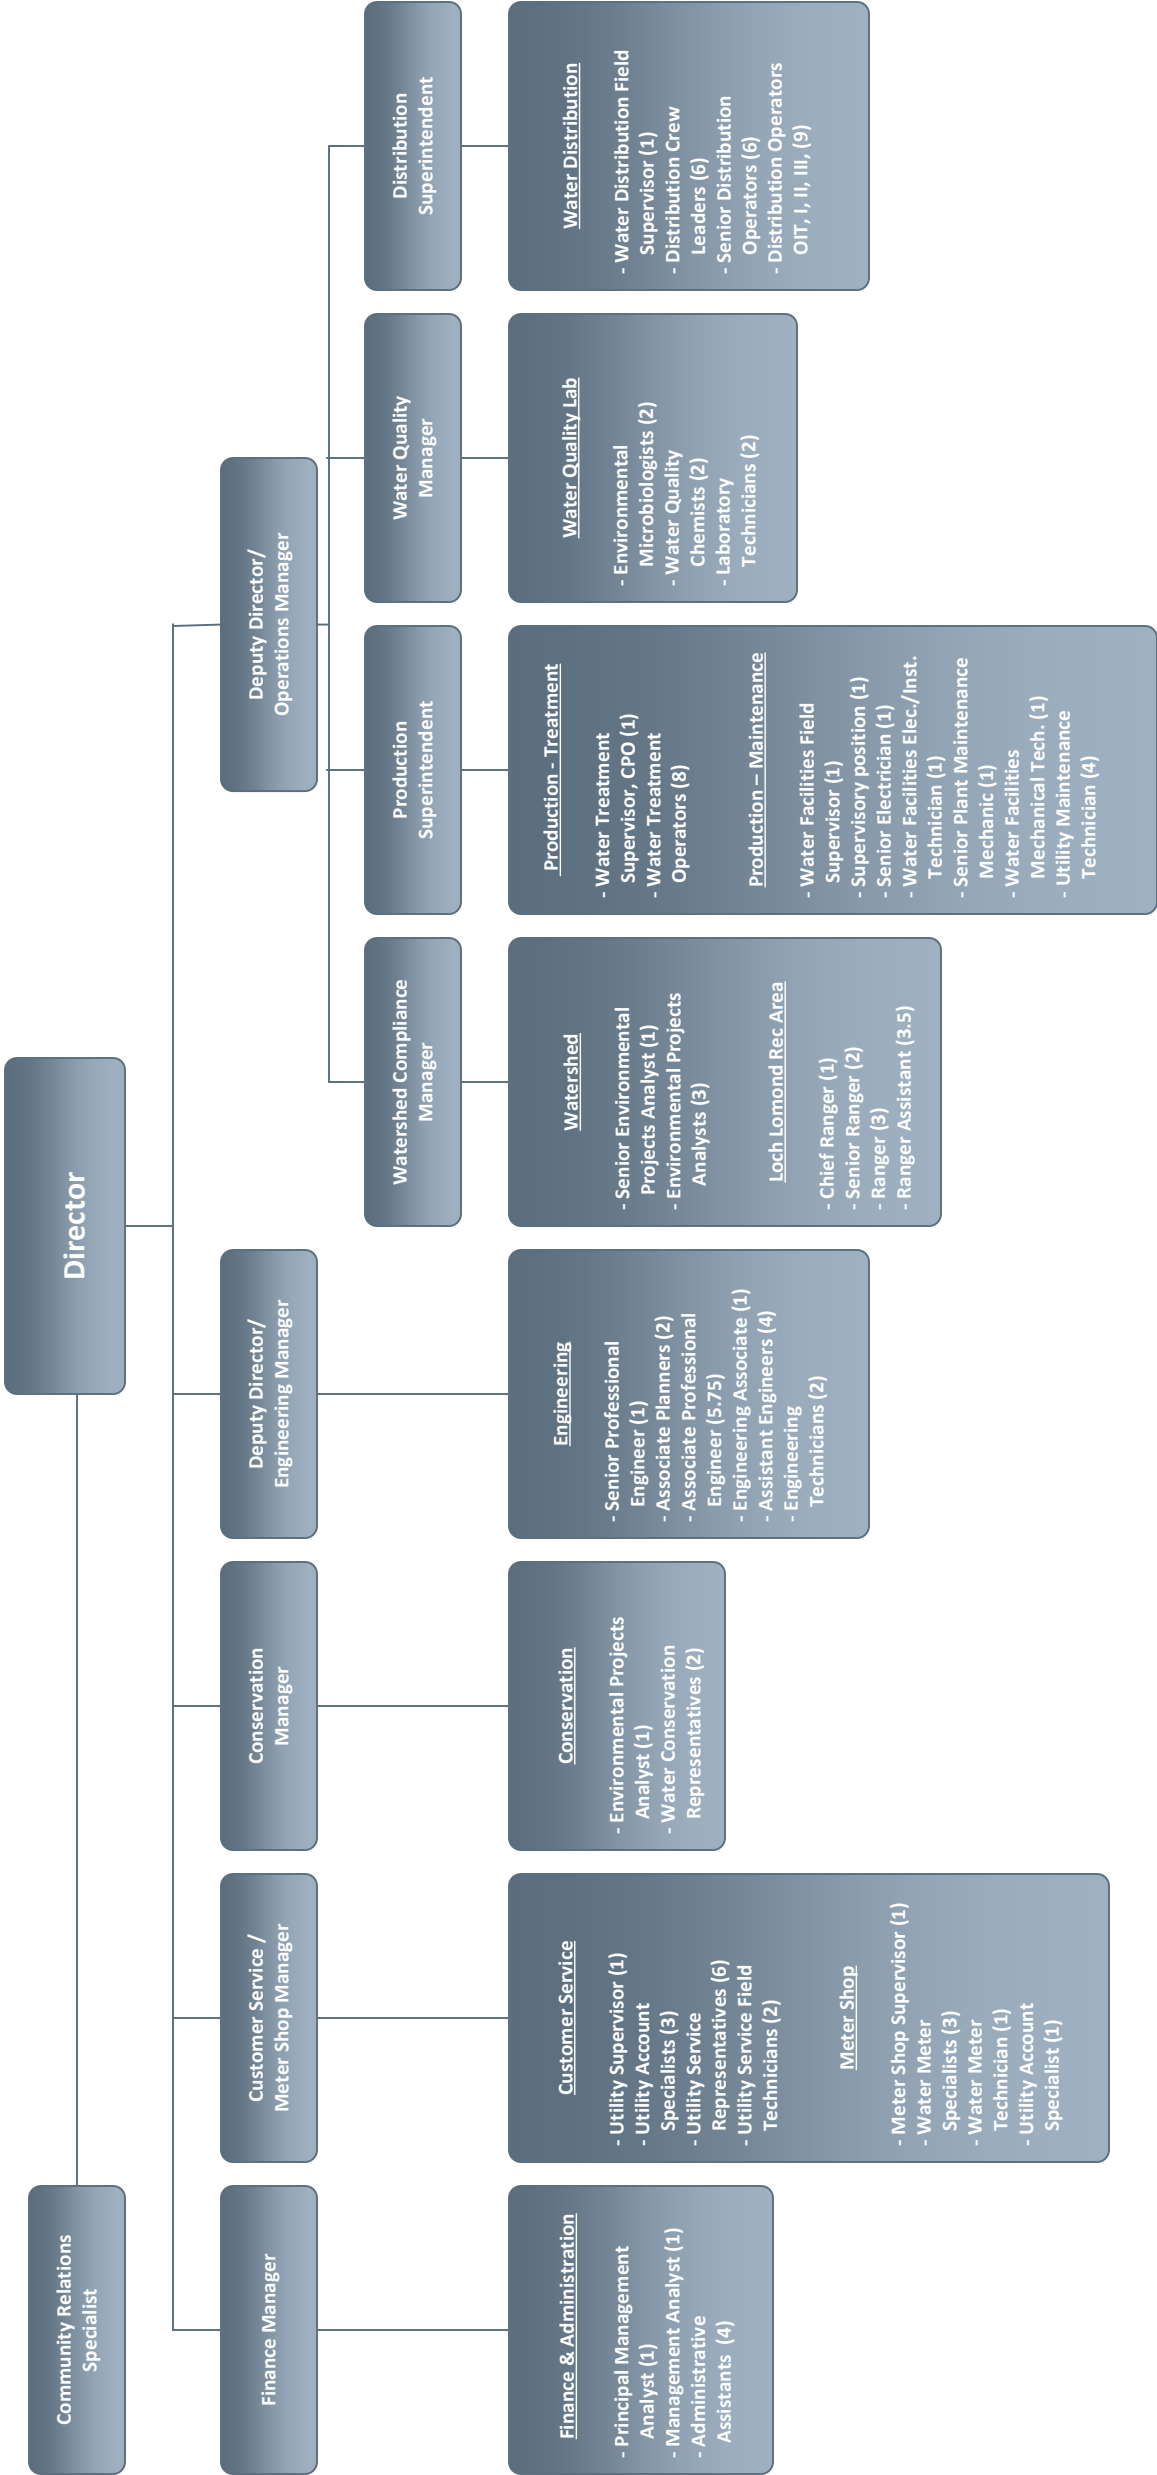 Director
Community Relations
Specialist
Finance Manager
Customer Service /
Meter Shop Manager
Conservation
Manager
Deputy Director/
Engineering Manager
Deputy Director/
Operations Manager
Watershed Compliance
Manager
Production
Superintendent
Water Quality
Manager
Distribution
Superintendent
Finance & Administration
- Principal Management
Analyst (1)
- Management Analyst (1)
- Administrative
Assistants (4)
Customer Service
- Utility Supervisor (1)
- Utility Account
Specialists (3)
- Utility Service
Representatives (6)
- Utility Service Field
Technicians (2)
Meter Shop
- Meter Shop Supervisor (1)
- Water Meter
Specialists (3)
- Water Meter
Technician (1)
- Utility Account
Specialist (1)
Conservation
- Environmental Projects
Analyst (1)
- Water Conservation
Representatives (2)
Engineering
- Senior Professional
Engineer (1)
- Associate Planners (2)
- Associate Professional
Engineer (5.75)
- Engineering Associate (1)
- Assistant Engineers (4)
- Engineering
Technicians (2)
Watershed
- Senior Environmental
Projects Analyst (1)
- Environmental Projects
Analysts (3)
Loch Lomond Rec Area
- Chief Ranger (1)
- Senior Ranger (2)
- Ranger (3)
- Ranger Assistant (3.5)
Production - Treatment
- Water Treatment
Supervisor, CPO (1)
- Water Treatment
Operators (8)
Production – Maintenance
- Water Facilities Field
Supervisor (1)
- Supervisory position (1)
- Senior Electrician (1)
- Water Facilities Elec./Inst.
Technician (1)
- Senior Plant Maintenance
Mechanic (1)
- Water Facilities
Mechanical Tech. (1)
- Utility Maintenance
Technician (4)
Water Quality Lab
- Environmental
Microbiologists (2)
- Water Quality
Chemists (2)
- Laboratory
Technicians (2)
Water Distribution
- Water Distribution Field
Supervisor (1)
- Distribution Crew
Leaders (6)
- Senior Distribution
Operators (6)
- Distribution Operators
OIT, I, II, III, (9)